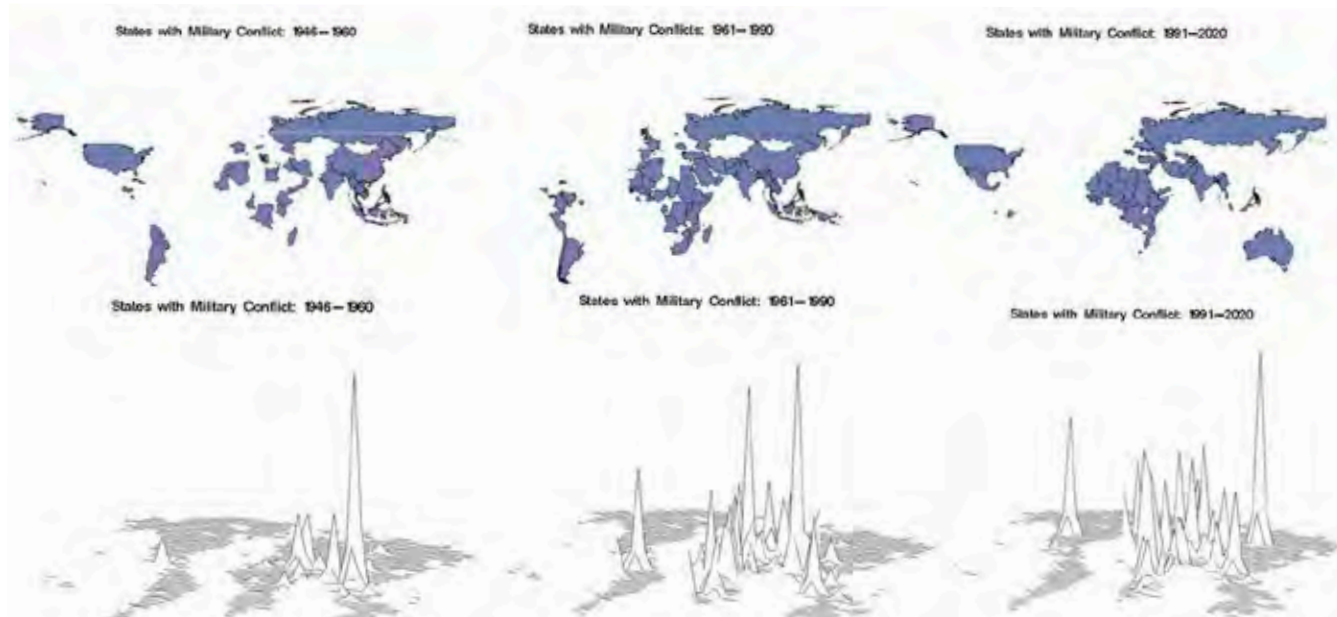 States with Military Conflict: 1946–1960
States with Military Conflicts: 1961–1990
States with Military Conflict: 1991–2020
States with Military Conflict: 1946–1960
States with Military Conflict: 1961–1990
States with Military Conflict: 1991–2020